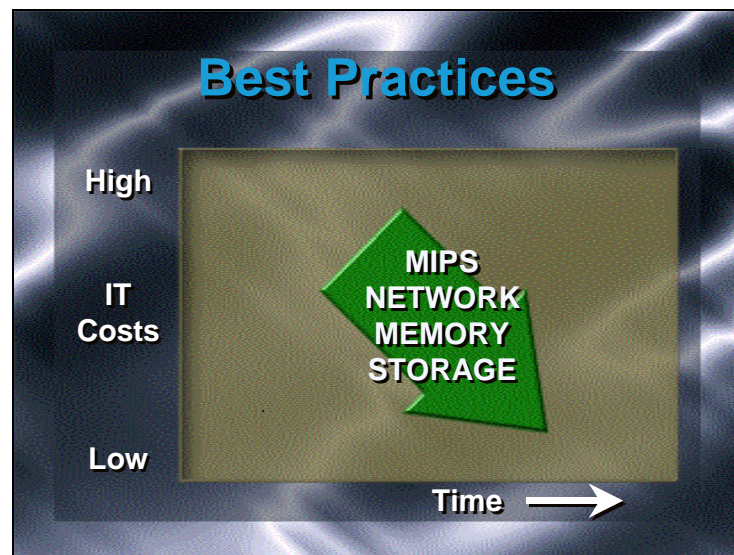 Best Practices
High
IT
Costs
Low
MIPS
NETWORK
MEMORY
STORAGE
Time